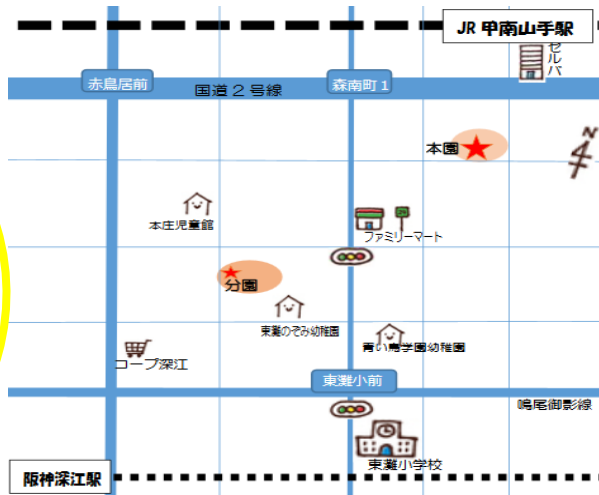 JR 甲南山手駅
セルバ
赤鳥居前
国道2号線
森南町1
本園
N
本庄児童館
ファミリーマート
分園
東灘のぞみ幼稚園
青い鳥学園幼稚園
コープ深江
東灘小前
鳴尾御影線
東灘小学校
阪神深江駅